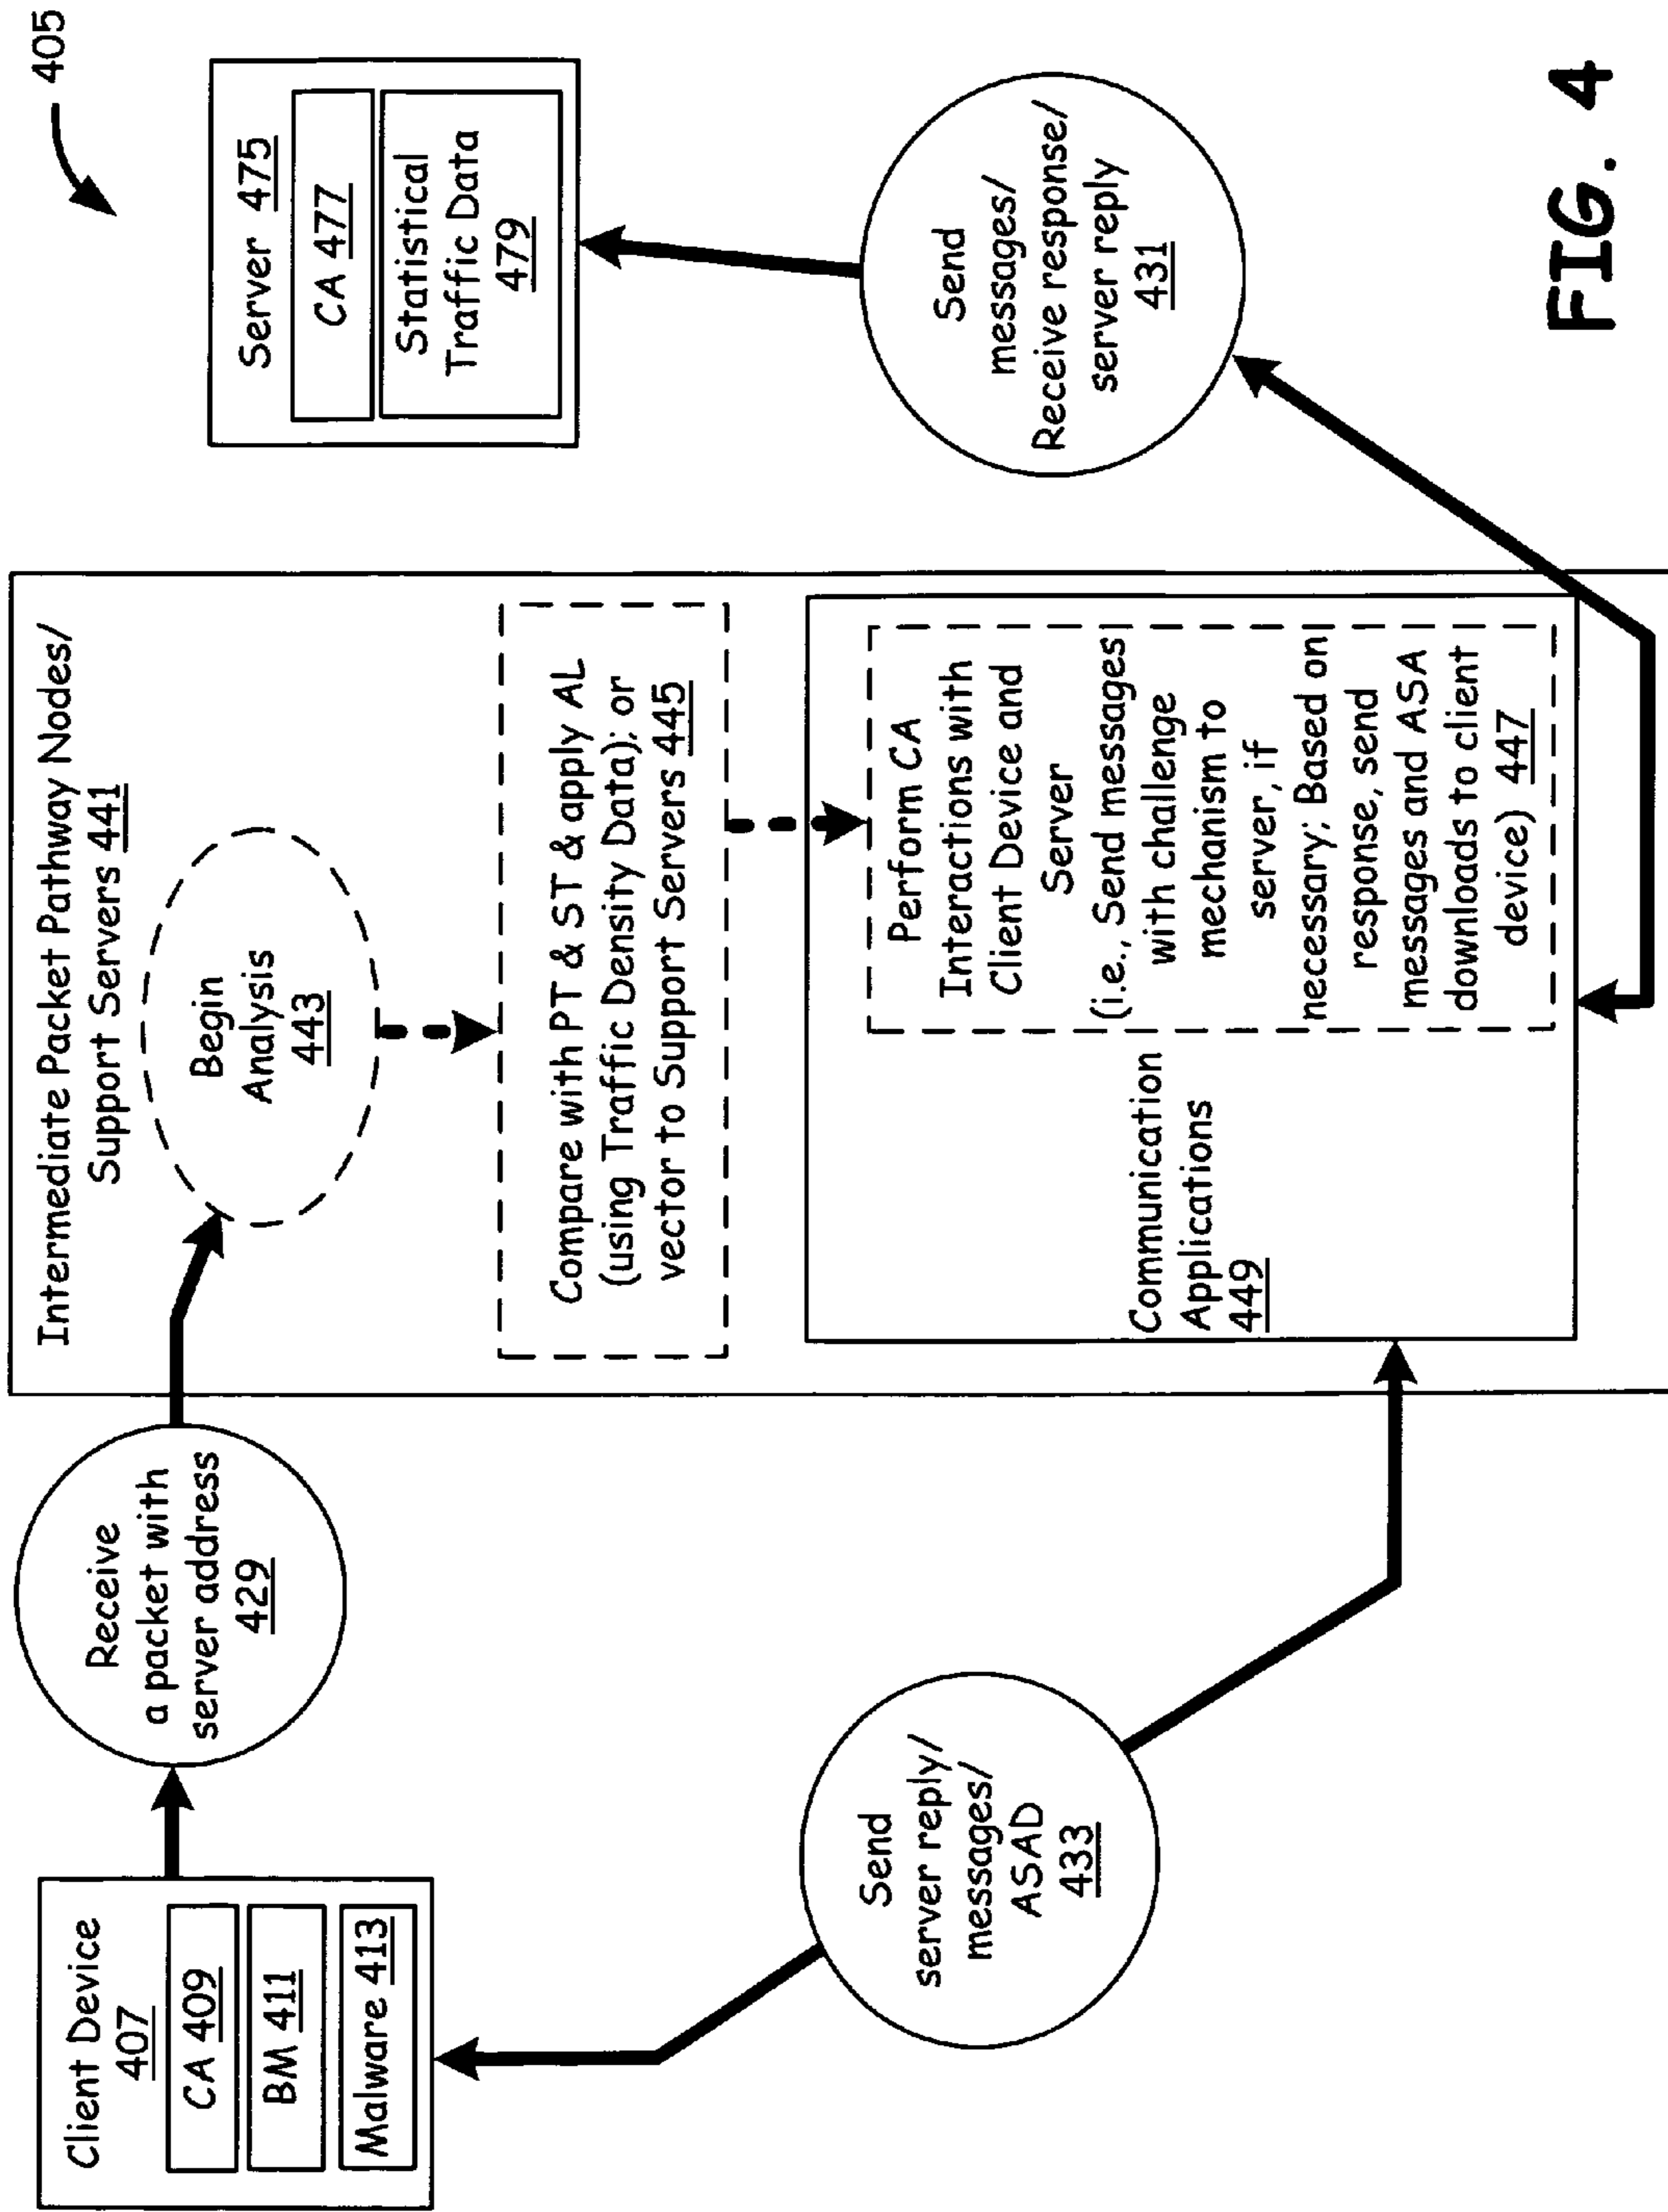 405
Client Device
407
CA 409
BM 411
Malware 413
Receive
a packet with
server address
429
Intermediate Packet Pathway Nodes/
Support Servers 441
Begin
Analysis
443
Compare with PT & ST & apply AL
(using Traffic Density Data); or
vector to Support Servers 445
Communication
Applications
449
Perform CA
Interactions with
Client Device and
Server
(i.e., Send messages
with challenge
mechanism to
server, if
necessary; Based on
response, send
messages and ASA
downloads to client
device) 447
Server 475
CA 477
Statistical
Traffic Data
479
Send
messages/
Receive response/
server reply
431
Send
server reply/
messages/
ASAD
433
FIG. 4